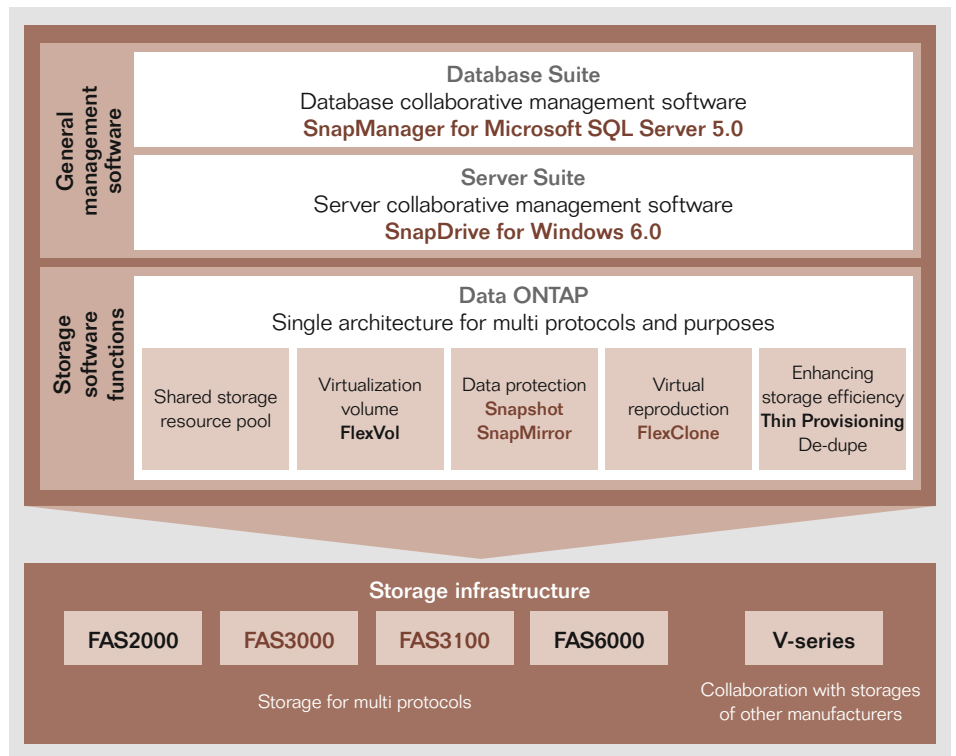 General
management
software
Database Suite
Database collaborative management software
SnapManager for Microsoft SQL Server 5.0
Server Suite
Server collaborative management software
SnapDrive for Windows 6.0
Storage
software
functions
Data ONTAP
Single architecture for multi protocols and purposes
Shared storage
resource pool
Virtualization
volume
FlexVol
Data protection
Snapshot
SnapMirror
Virtual
reproduction
FlexClone
Enhancing
storage efficiency
Thin Provisioning
De-dupe
Storage infrastructure
FAS2000
FAS3000
FAS3100
FAS6000
V-series
Storage for multi protocols
Collaboration with storages
of other manufacturers